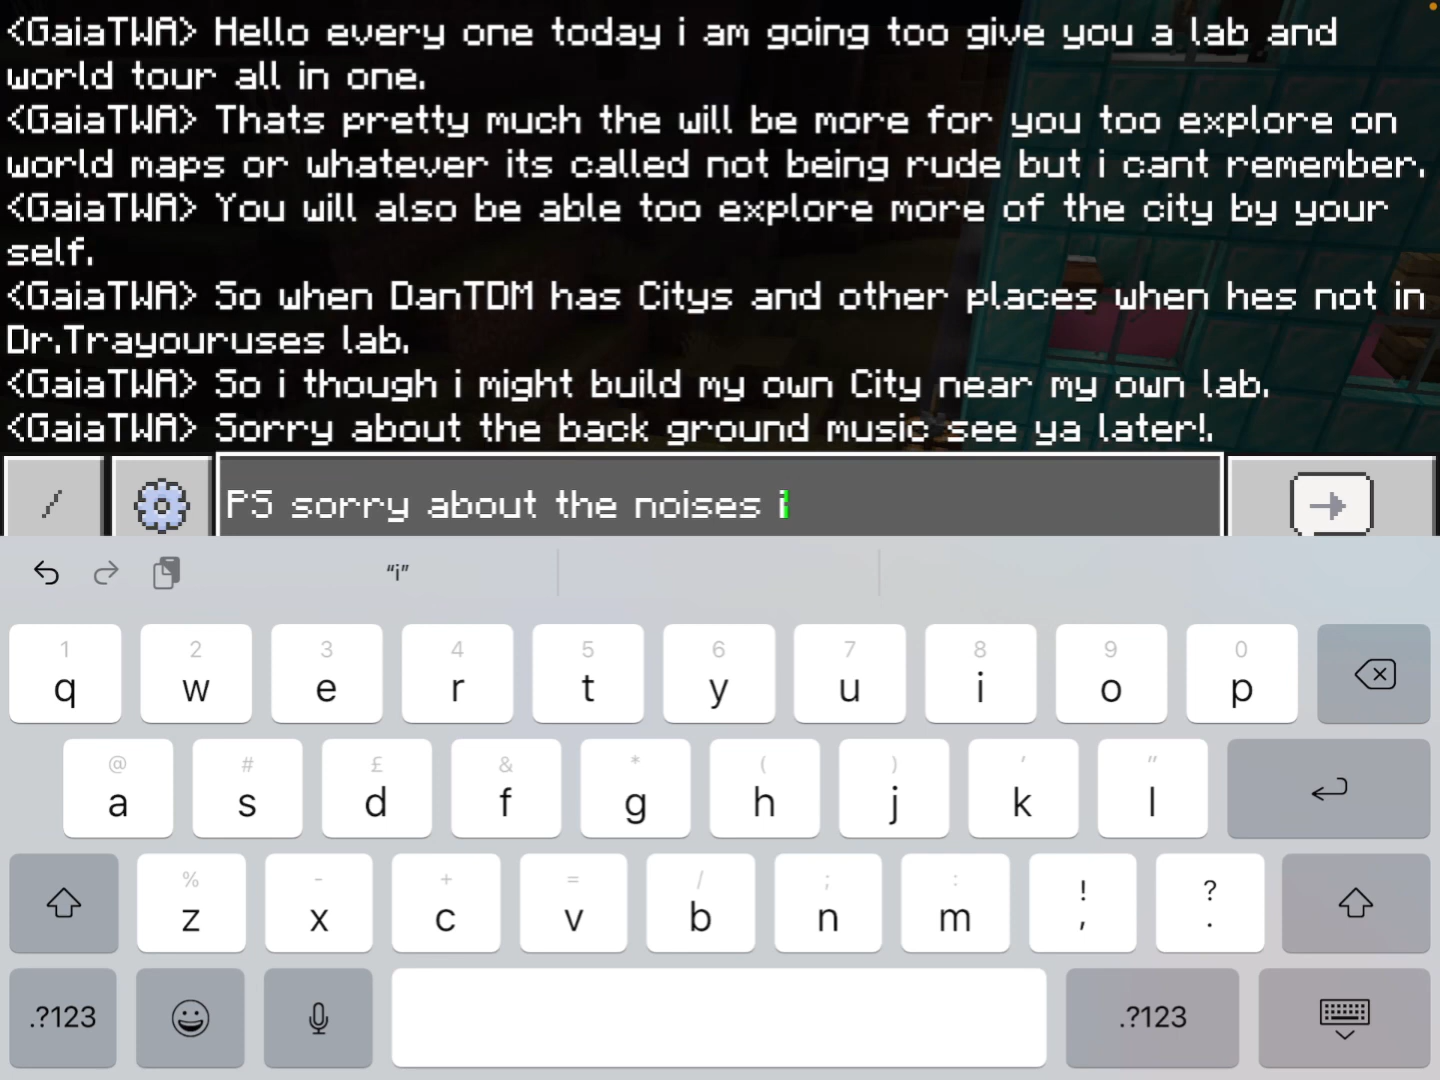 <GaiaTWA> Hello every one today i am going too give you a lab and
world tour all in one.
<GaiaTWA> Thats pretty much the will be more for you too explore on
world maps or whatever its called not being rude but i cant remember.
<GaiaTWA> You will also be able too explore more of the city by your
self.
<GaiaTWA> So when DanTDM has Citys and other places when hes not in
Dr.Trayouruses lab.
<GaiaTWA> So i though i might build my own City near my own lab.
<GaiaTWA> Sorry about the back ground music see ya later!.
/
PS sorry about the noises i
“i”
1 2 3 4 5 6 7 8 9 0
q w e r t y u i o p
@ # £ & * ( ) ' "
a s d f g h j k l
% - + = / ; : ! ?
z x c v b n m , .
.?123 .?123